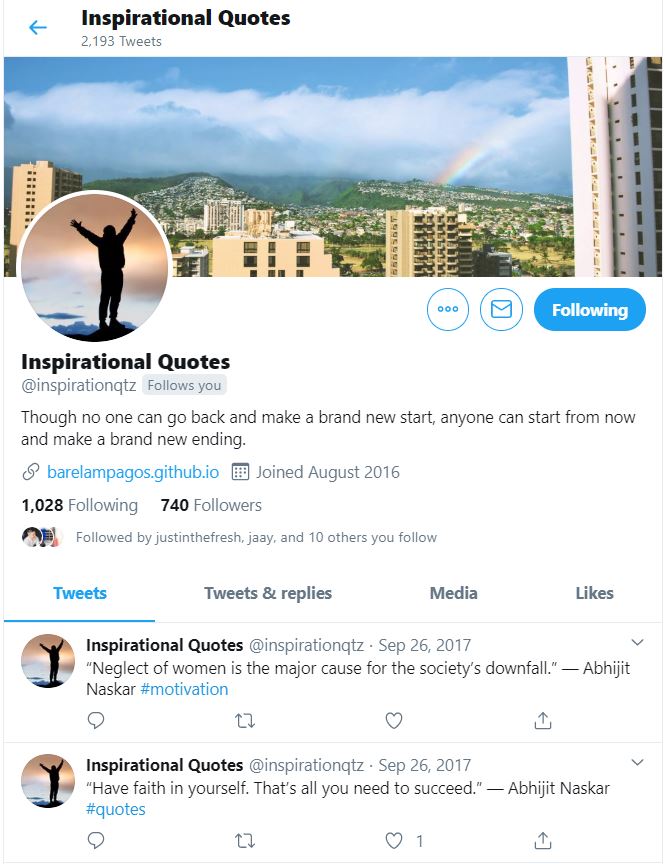 Inspirational Quotes
2,193 Tweets
Following
Inspirational Quotes
@inspirationqtz Follows you
Though no one can go back and make a brand new start, anyone can start from now
and make a brand new ending.
barelampagos.github.io Joined August 2016
1,028 Following 740 Followers
Followed by justinthefresh, jaay, and 10 others you follow
Tweets Tweets & replies Media Likes
Inspirational Quotes @inspirationqtz · Sep 26, 2017
“Neglect of women is the major cause for the society’s downfall.” — Abhijit
Naskar #motivation
Inspirational Quotes @inspirationqtz · Sep 26, 2017
“Have faith in yourself. That’s all you need to succeed.” — Abhijit Naskar
#quotes
1